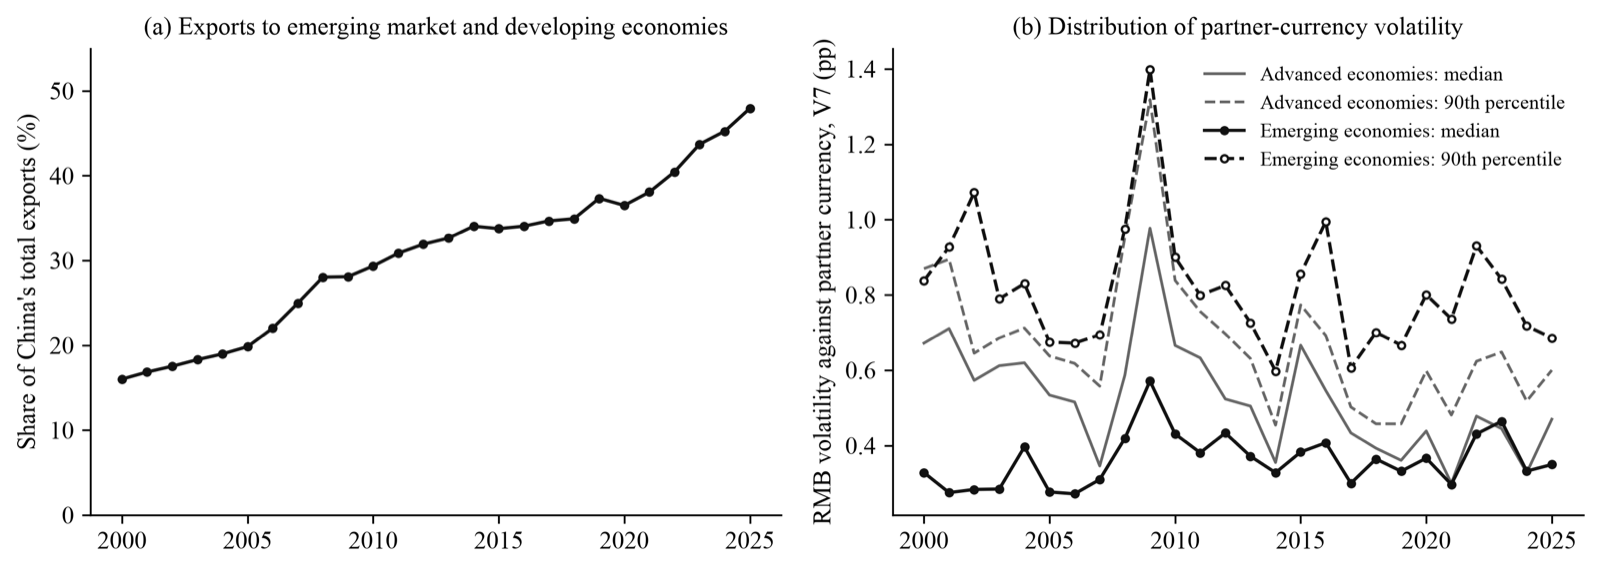 (a) Exports to emerging market and developing economies
Share of China's total exports (%)
50
40
30
20
10
0
2000 2005 2010 2015 2020 2025
(b) Distribution of partner-currency volatility
RMB volatility against partner currency, V7 (pp)
1.4
1.2
1.0
0.8
0.6
0.4
Advanced economies: median
Advanced economies: 90th percentile
Emerging economies: median
Emerging economies: 90th percentile
2000 2005 2010 2015 2020 2025